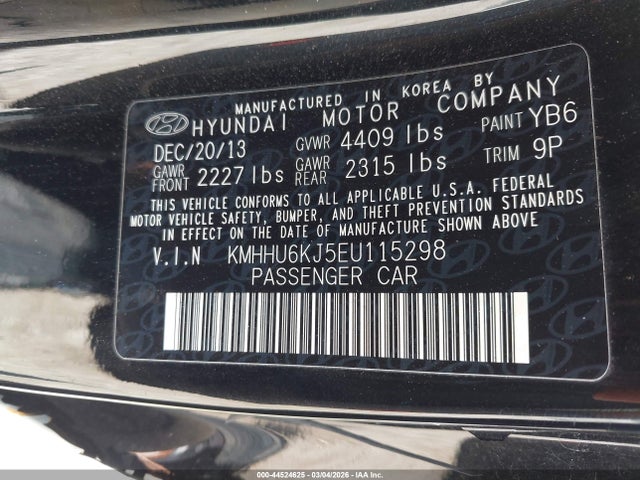 MANUFACTURED IN KOREA BY
HYUNDAI MOTOR COMPANY
DEC/20/13 GVWR 4409 lbs PAINT YB6
GAWR FRONT 2227 lbs GAWR REAR 2315 lbs TRIM 9P
THIS VEHICLE CONFORMS TO ALL APPLICABLE U.S.A. FEDERAL
MOTOR VEHICLE SAFETY, BUMPER, AND THEFT PREVENTION STANDARDS
IN EFFECT ON THE DATE OF MANUFACTURE SHOWN ABOVE.
V.I.N KMHHU6KJ5EU115298
PASSENGER CAR
000-44524625 - 03/04/2026 - IAAI.COM